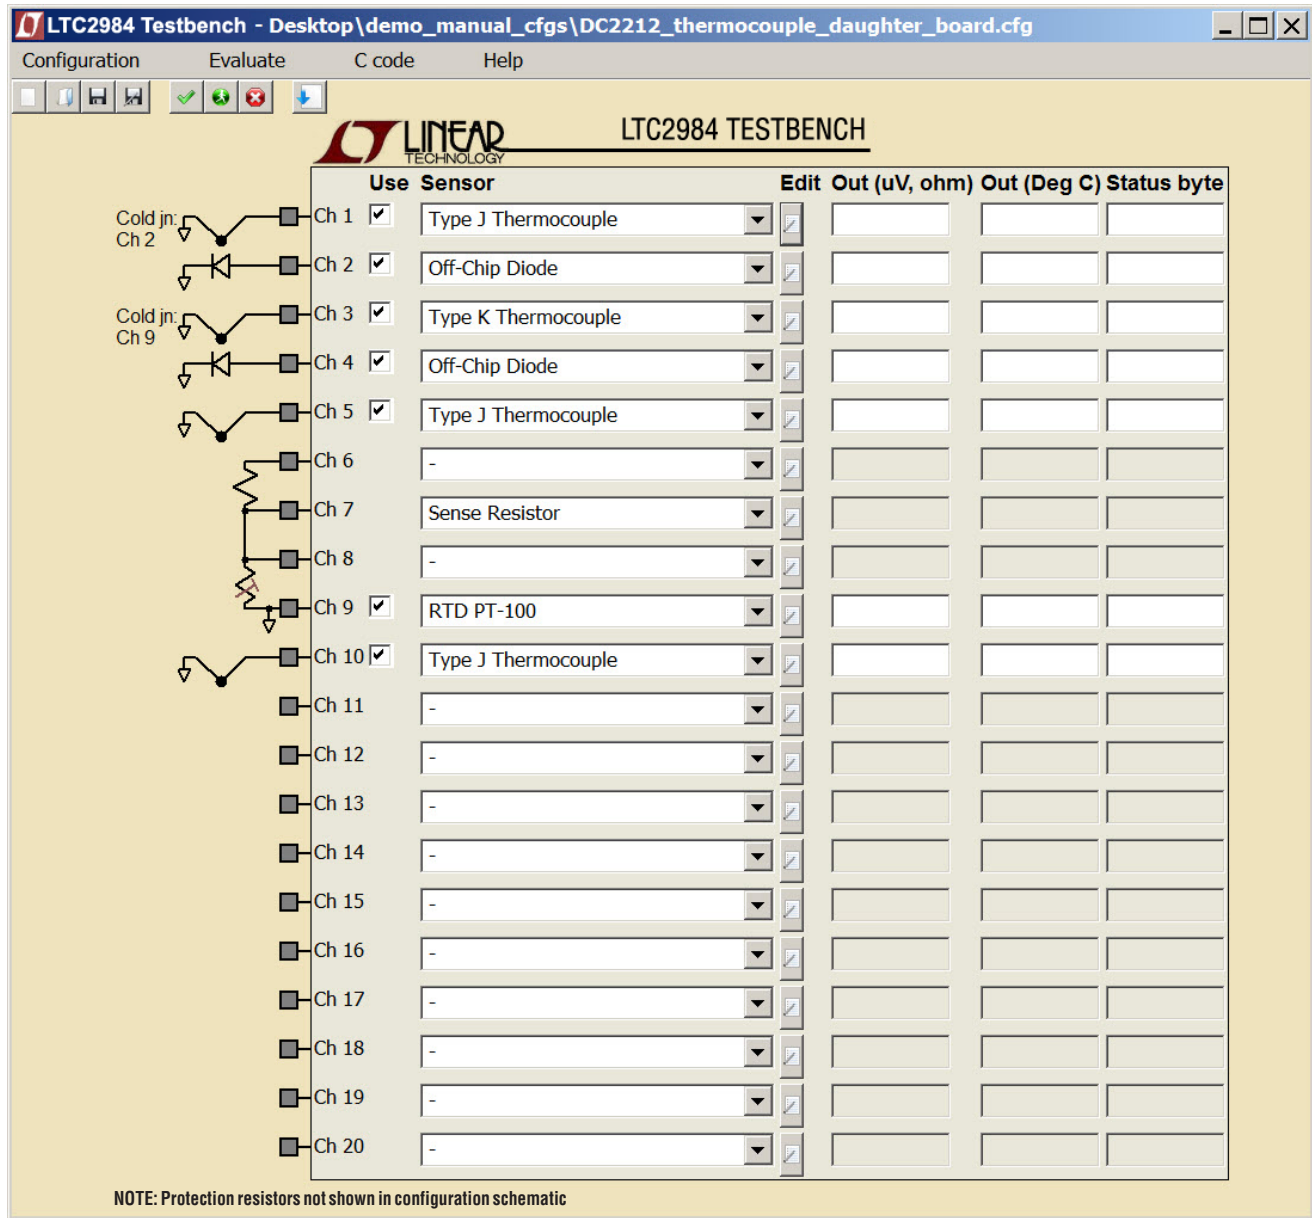 LTC2984 Testbench - Desktop\demo_manual_cfgs\DC2212_thermocouple_daughter_board.cfg
Configuration Evaluate C code Help
LINEAR TECHNOLOGY
LTC2984 TESTBENCH
Use Sensor Edit Out (uV, ohm) Out (Deg C) Status byte
Cold jn: Ch 2
Ch 1 Type J Thermocouple
Ch 2 Off-Chip Diode
Cold jn: Ch 9
Ch 3 Type K Thermocouple
Ch 4 Off-Chip Diode
Ch 5 Type J Thermocouple
Ch 6 -
Ch 7 Sense Resistor
Ch 8 -
Ch 9 RTD PT-100
Ch 10 Type J Thermocouple
Ch 11 -
Ch 12 -
Ch 13 -
Ch 14 -
Ch 15 -
Ch 16 -
Ch 17 -
Ch 18 -
Ch 19 -
Ch 20 -
NOTE: Protection resistors not shown in configuration schematic